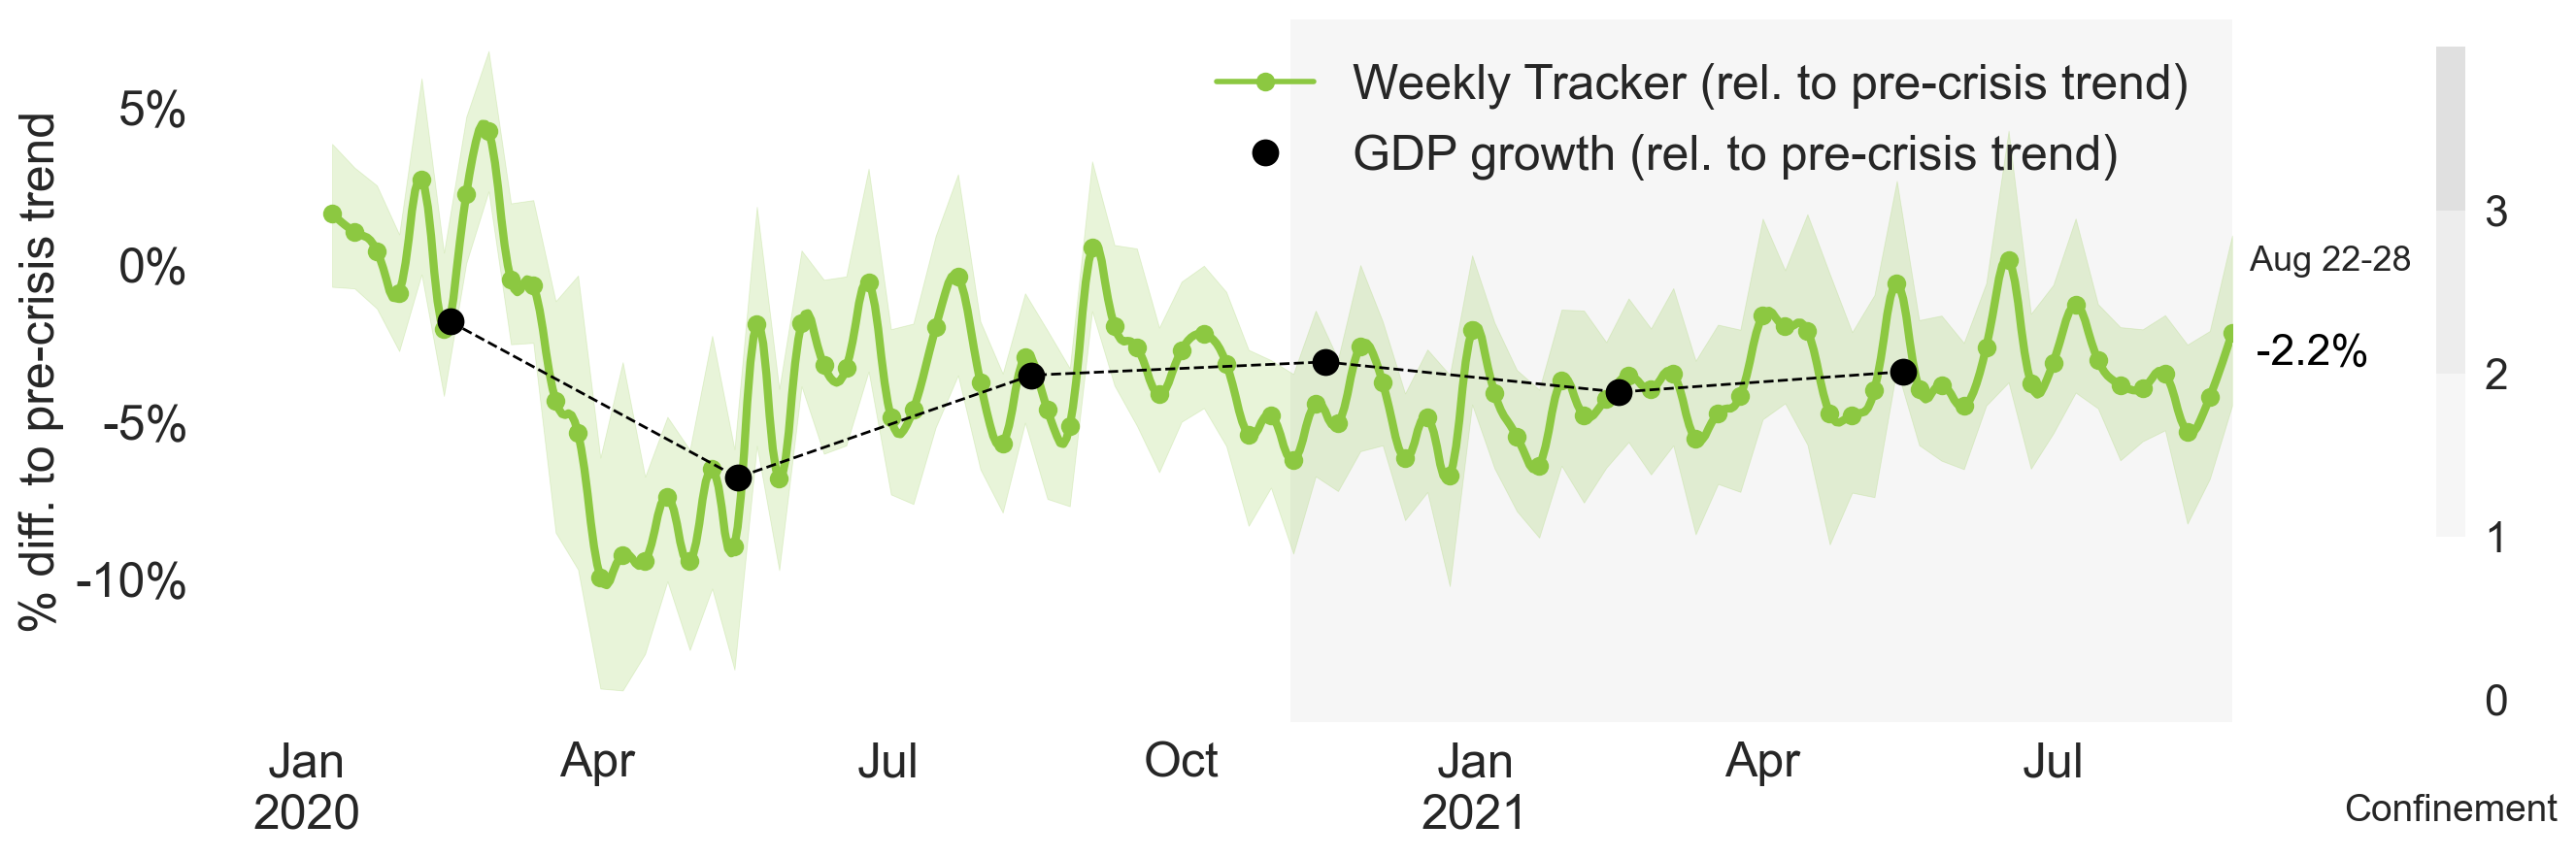 % diff. to pre-crisis trend
5%
0%
-5%
-10%
Weekly Tracker (rel. to pre-crisis trend)
GDP growth (rel. to pre-crisis trend)
Aug 22-28
-2.2%
3
2
1
0
Confinement
Jan Apr Jul Oct Jan Apr Jul
2020 2021